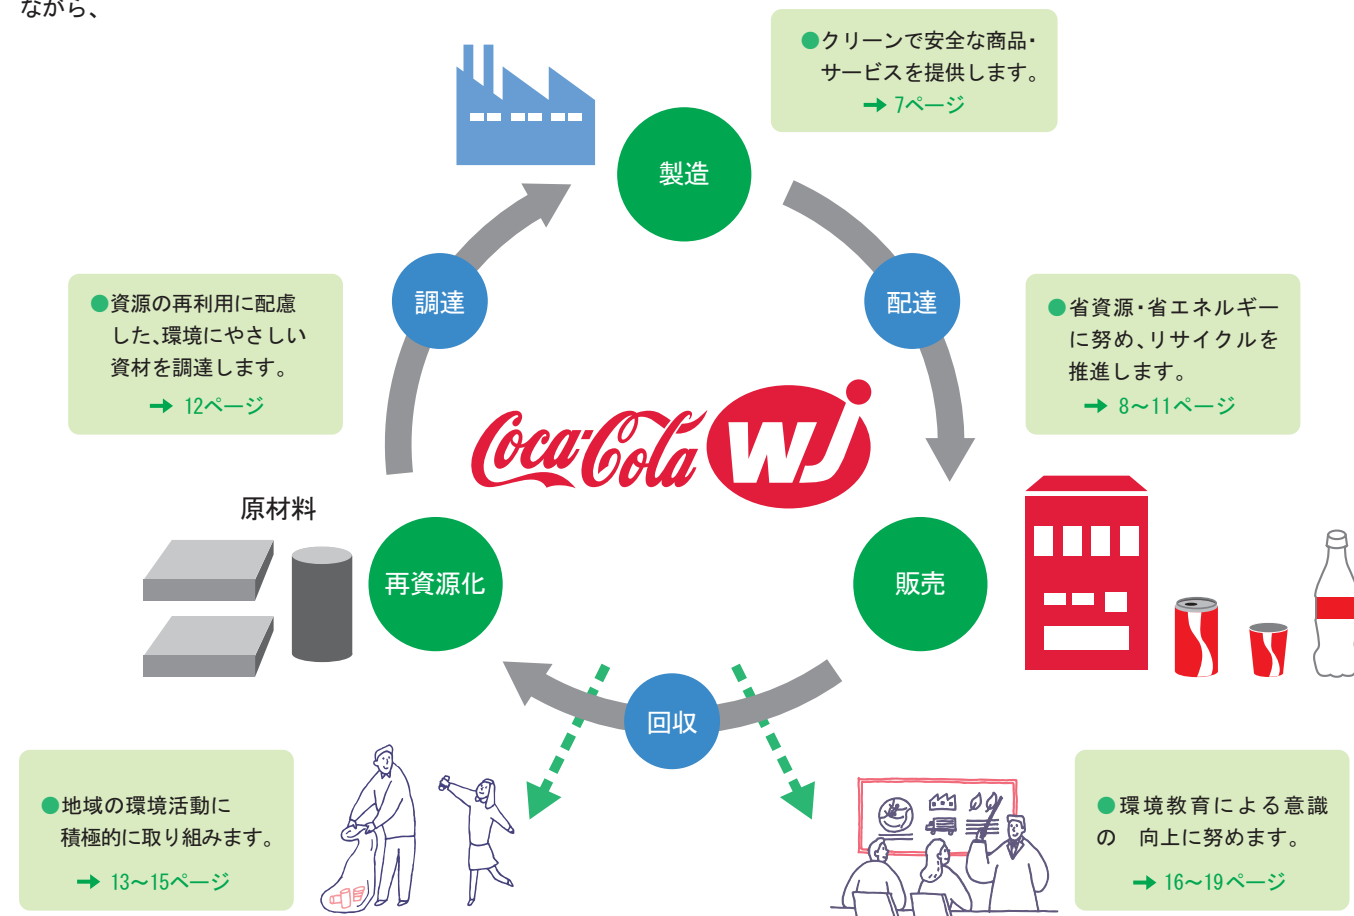 ながら、
●クリーンで安全な商品・
サービスを提供します。
➞ 7ページ
製造
調達
配達
●資源の再利用に配慮
した、環境にやさしい
資材を調達します。
➞ 12ページ
●省資源・省エネルギー
に努め、リサイクルを
推進します。
➞ 8〜11ページ
Coca-Cola WJ
原材料
再資源化
販売
回収
●地域の環境活動に
積極的に取り組みます。
➞ 13〜15ページ
●環境教育による意識
の　向上に努めます。
➞ 16〜19ページ